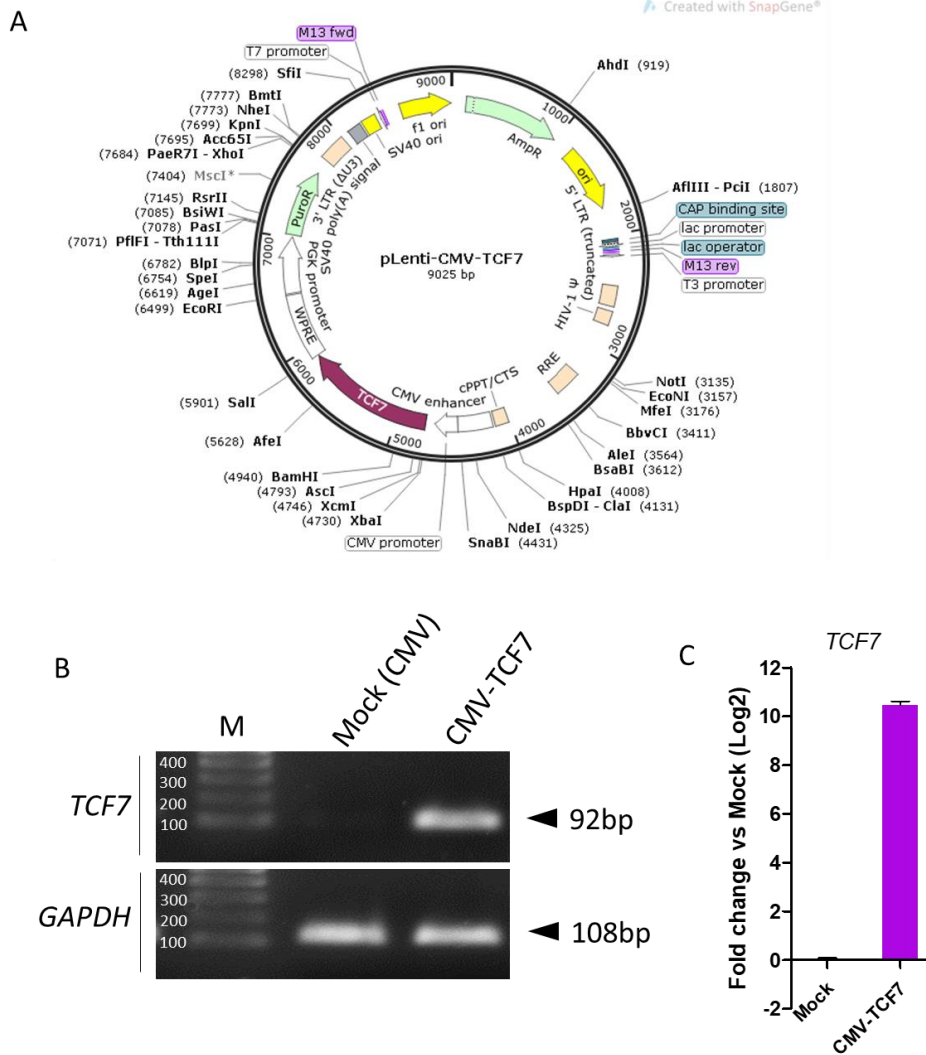 A
Created with SnapGene®
M13 fwd
T7 promoter
(8298) SfiI
(7777) BmtI
(7773) NheI
(7699) KpnI
(7695) Acc65I
(7684) PaeR7I - XhoI
(7404) MscI*
(7145) RsrII
(7085) BsiWI
(7078) PasI
(7071) PflFI - Tth111I
(6782) BlpI
(6754) SpeI
(6619) AgeI
(6499) EcoRI
(5901) SalI
(5628) AfeI
(4940) BamHI
(4793) AscI
(4746) XcmI
(4730) XbaI
CMV promoter
SnaBI (4431)
NdeI (4325)
BspDI - ClaI (4131)
HpaI (4008)
BsaBI (3612)
AleI (3564)
BbvCI (3411)
MfeI (3176)
EcoNI (3157)
NotI (3135)
T3 promoter
M13 rev
lac operator
lac promoter
CAP binding site
AflIII - PciI (1807)
AhdI (919)
9000
1000
2000
3000
4000
5000
6000
7000
8000
f1 ori
SV40 ori
AmpR
ori
5' LTR (truncated)
HIV-1 ψ
RRE
cPPT/CTS
CMV enhancer
TCF7
WPRE
PGK promoter
PuroR
3' LTR (ΔU3)
SV40 poly(A) signal
pLenti-CMV-TCF7
9025 bp
B
M
Mock (CMV)
CMV-TCF7
TCF7
400
300
200
100
92bp
GAPDH
400
300
200
100
108bp
C
TCF7
Fold change vs Mock (Log2)
12
10
8
6
4
2
0
-2
Mock
CMV-TCF7